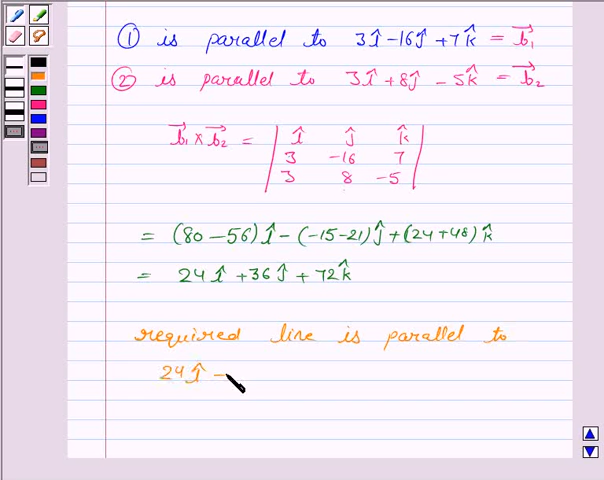 ① is parallel to 3î -16ĵ +7k̂ = b⃗₁
② is parallel to 3î +8ĵ -5k̂ = b⃗₂
b⃗₁ × b⃗₂ = | î ĵ k̂ |
| 3 -16 7 |
| 3 8 -5 |
= (80-56)î - (-15-21)ĵ + (24+48)k̂
= 24î +36ĵ +72k̂
required line is parallel to
24î -